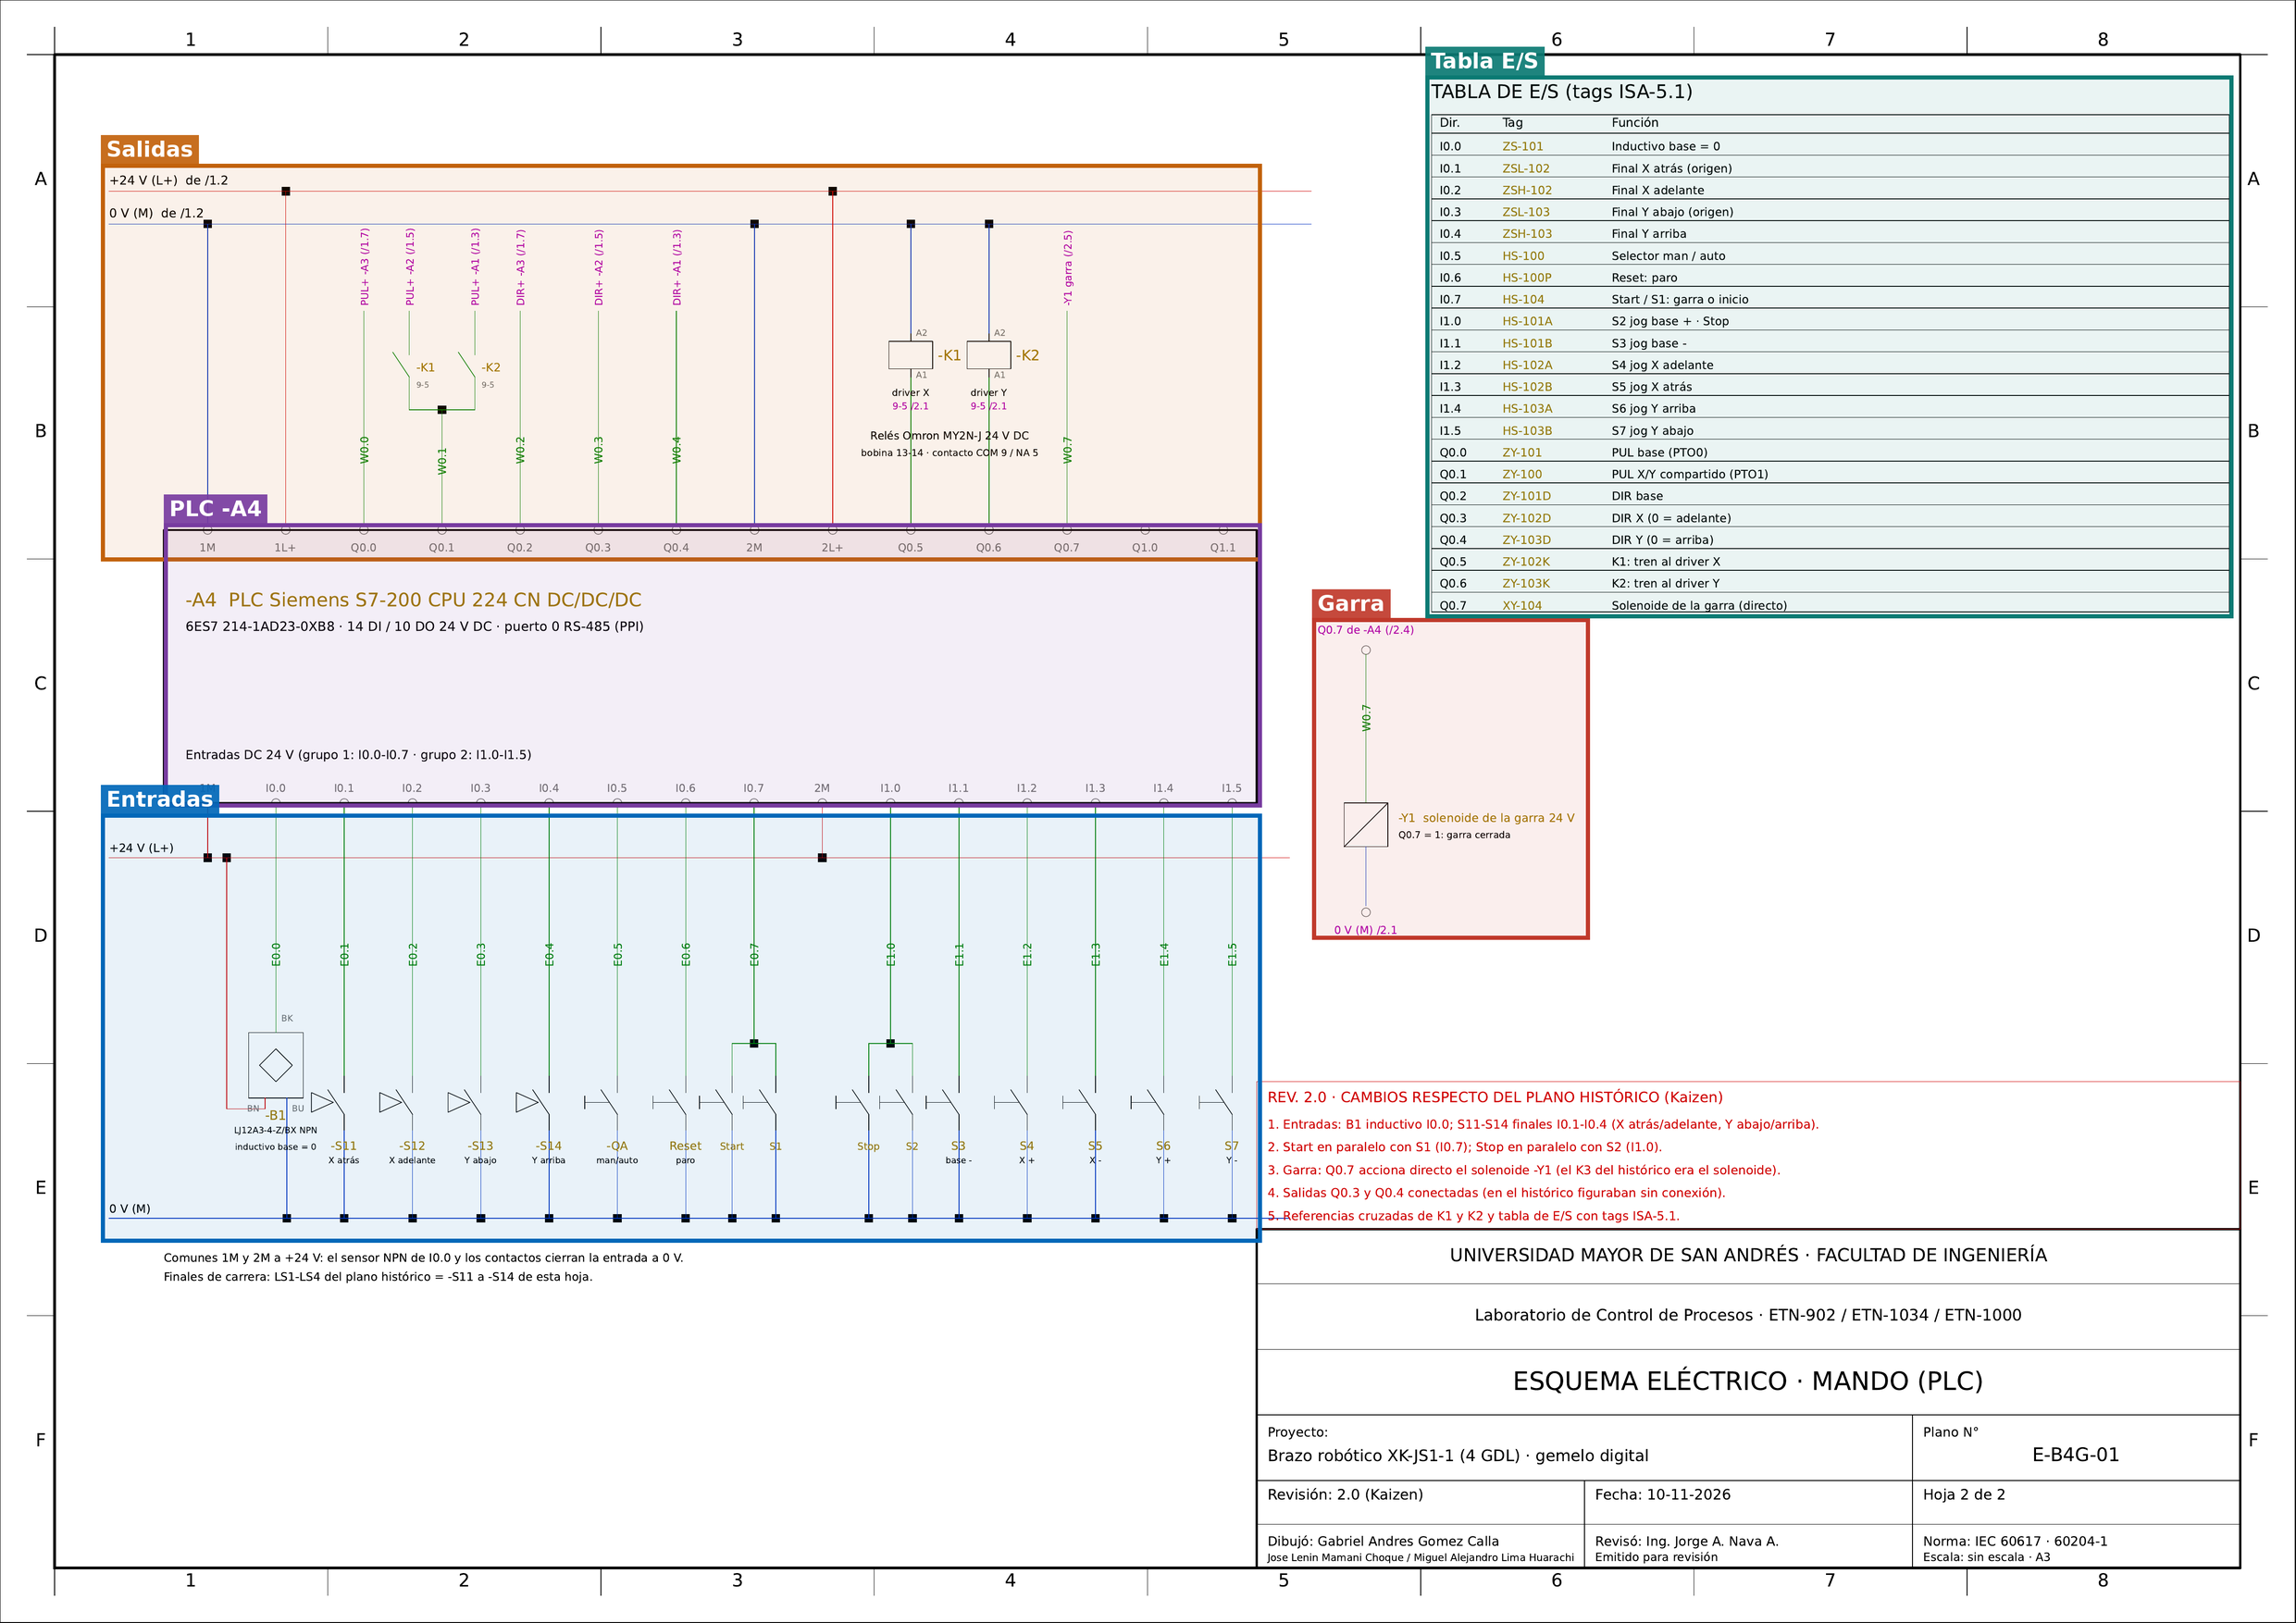 1 2 3 4 5 6 7 8
Tabla E/S
TABLA DE E/S (tags ISA-5.1)
Dir. Tag Función
I0.0 ZS-101 Inductivo base = 0
I0.1 ZSL-102 Final X atrás (origen)
I0.2 ZSH-102 Final X adelante
I0.3 ZSL-103 Final Y abajo (origen)
I0.4 ZSH-103 Final Y arriba
I0.5 HS-100 Selector man / auto
I0.6 HS-100P Reset: paro
I0.7 HS-104 Start / S1: garra o inicio
I1.0 HS-101A S2 jog base + · Stop
I1.1 HS-101B S3 jog base -
I1.2 HS-102A S4 jog X adelante
I1.3 HS-102B S5 jog X atrás
I1.4 HS-103A S6 jog Y arriba
I1.5 HS-103B S7 jog Y abajo
Q0.0 ZY-101 PUL base (PTO0)
Q0.1 ZY-100 PUL X/Y compartido (PTO1)
Q0.2 ZY-101D DIR base
Q0.3 ZY-102D DIR X (0 = adelante)
Q0.4 ZY-103D DIR Y (0 = arriba)
Q0.5 ZY-102K K1: tren al driver X
Q0.6 ZY-103K K2: tren al driver Y
Q0.7 XY-104 Solenoide de la garra (directo)
Salidas
A A
+24 V (L+) de /1.2
0 V (M) de /1.2
PUL+ -A3 (/1.7) PUL+ -A2 (/1.5) PUL+ -A1 (/1.3) DIR+ -A3 (/1.7) DIR+ -A2 (/1.5) DIR+ -A1 (/1.3) -Y1 garra (/2.5)
A2 A2
-K1 -K2 -K1 -K2
9-5 9-5 A1 A1
driver X driver Y
9-5 /2.1 9-5 /2.1
B B
Relés Omron MY2N-J 24 V DC
bobina 13-14 · contacto COM 9 / NA 5
W0.0 W0.1 W0.2 W0.3 W0.4 W0.7
PLC -A4
1M 1L+ Q0.0 Q0.1 Q0.2 Q0.3 Q0.4 2M 2L+ Q0.5 Q0.6 Q0.7 Q1.0 Q1.1
-A4 PLC Siemens S7-200 CPU 224 CN DC/DC/DC
6ES7 214-1AD23-0XB8 · 14 DI / 10 DO 24 V DC · puerto 0 RS-485 (PPI)
Garra
Q0.7 de -A4 (/2.4)
C C
W0.7
-Y1 solenoide de la garra 24 V
Q0.7 = 1: garra cerrada
0 V (M) /2.1
Entradas DC 24 V (grupo 1: I0.0-I0.7 · grupo 2: I1.0-I1.5)
Entradas
I0.0 I0.1 I0.2 I0.3 I0.4 I0.5 I0.6 I0.7 2M I1.0 I1.1 I1.2 I1.3 I1.4 I1.5
+24 V (L+)
D D
E0.0 E0.1 E0.2 E0.3 E0.4 E0.5 E0.6 E0.7 E1.0 E1.1 E1.2 E1.3 E1.4 E1.5
BK
BN BU
-B1
LJ12A3-4-Z/BX NPN
inductivo base = 0
-S11 -S12 -S13 -S14 -QA Reset Start S1 Stop S2 S3 S4 S5 S6 S7
X atrás X adelante Y abajo Y arriba man/auto paro base - X + X - Y + Y -
E E
0 V (M)
Comunes 1M y 2M a +24 V: el sensor NPN de I0.0 y los contactos cierran la entrada a 0 V.
Finales de carrera: LS1-LS4 del plano histórico = -S11 a -S14 de esta hoja.
REV. 2.0 · CAMBIOS RESPECTO DEL PLANO HISTÓRICO (Kaizen)
1. Entradas: B1 inductivo I0.0; S11-S14 finales I0.1-I0.4 (X atrás/adelante, Y abajo/arriba).
2. Start en paralelo con S1 (I0.7); Stop en paralelo con S2 (I1.0).
3. Garra: Q0.7 acciona directo el solenoide -Y1 (el K3 del histórico era el solenoide).
4. Salidas Q0.3 y Q0.4 conectadas (en el histórico figuraban sin conexión).
5. Referencias cruzadas de K1 y K2 y tabla de E/S con tags ISA-5.1.
UNIVERSIDAD MAYOR DE SAN ANDRÉS · FACULTAD DE INGENIERÍA
Laboratorio de Control de Procesos · ETN-902 / ETN-1034 / ETN-1000
ESQUEMA ELÉCTRICO · MANDO (PLC)
F F
Proyecto:
Brazo robótico XK-JS1-1 (4 GDL) · gemelo digital
Plano N°
E-B4G-01
Revisión: 2.0 (Kaizen) Fecha: 10-11-2026 Hoja 2 de 2
Dibujó: Gabriel Andres Gomez Calla
Jose Lenin Mamani Choque / Miguel Alejandro Lima Huarachi
Revisó: Ing. Jorge A. Nava A.
Emitido para revisión
Norma: IEC 60617 · 60204-1
Escala: sin escala · A3
1 2 3 4 5 6 7 8